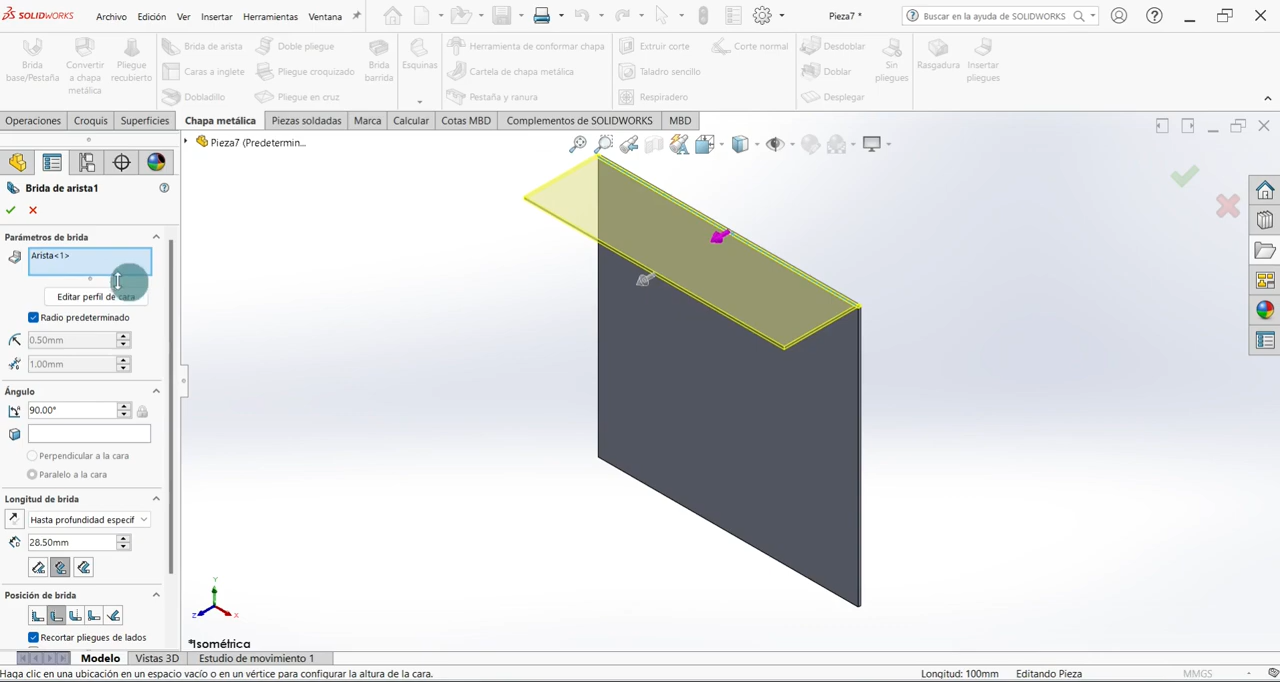 SOLIDWORKS
Archivo Edición Ver Insertar Herramientas Ventana
Pieza7 *
Buscar en la ayuda de SOLIDWORKS
Brida base/Pestaña
Convertir a chapa metálica
Pliegue recubierto
Brida de arista
Caras a inglete
Dobladillo
Doble pliegue
Pliegue croquizado
Pliegue en cruz
Brida barrida
Esquinas
Herramienta de conformar chapa
Cartela de chapa metálica
Pestaña y ranura
Extruir corte
Taladro sencillo
Respiradero
Corte normal
Desdoblar
Doblar
Desplegar
Sin pliegues
Rasgadura
Insertar pliegues
Operaciones Croquis Superficies Chapa metálica Piezas soldadas Marca Calcular Cotas MBD Complementos de SOLIDWORKS MBD
Pieza7 (Predetermin...
Brida de arista1
Parámetros de brida
Arista<1>
Editar perfil de cara
Radio predeterminado
0.50mm
1.00mm
Ángulo
90.00°
Perpendicular a la cara
Paralelo a la cara
Longitud de brida
Hasta profundidad especif
28.50mm
Posición de brida
Recortar pliegues de lados
Y
Z
X
*Isométrica
Modelo Vistas 3D Estudio de movimiento 1
Haga clic en una ubicación en un espacio vacío o en un vértice para configurar la altura de la cara.
Longitud: 100mm Editando Pieza MMGS